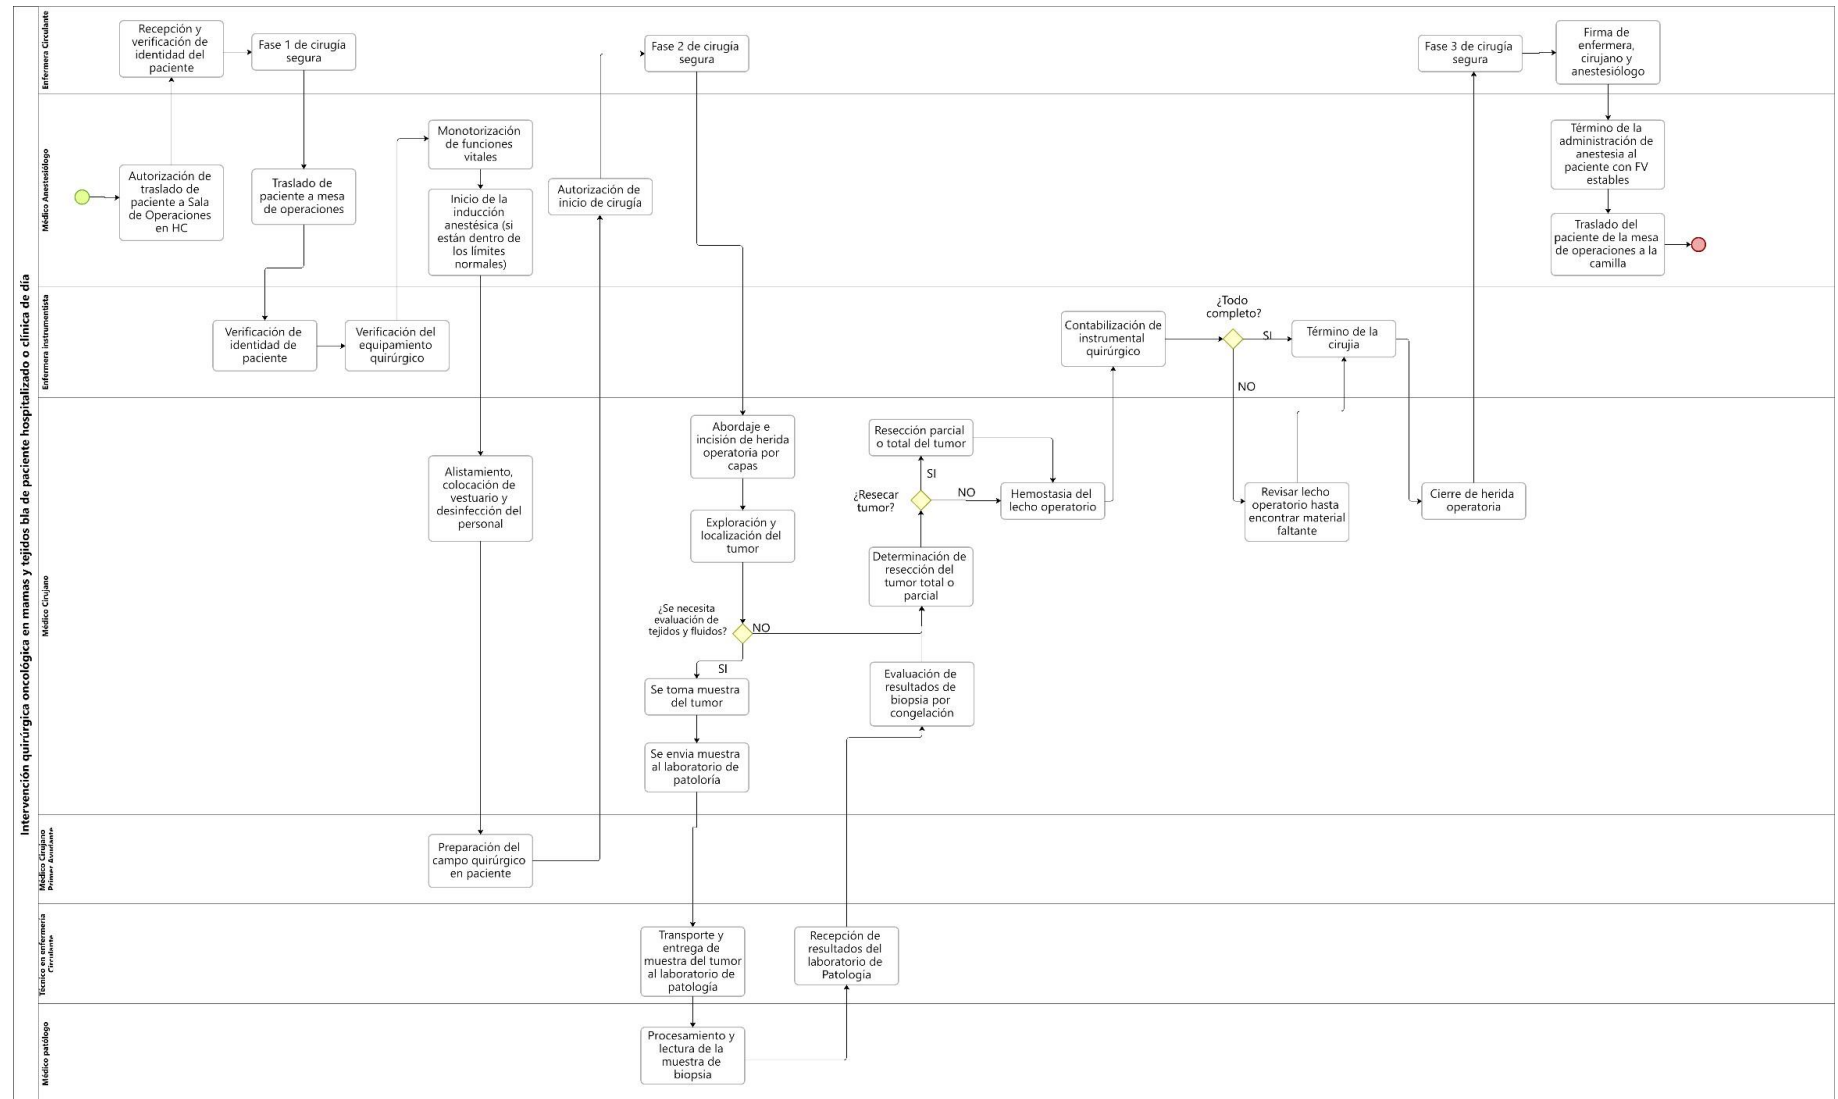 Intervención quirúrgica oncológica en mamas y tejidos bla de paciente hospitalizado o clínica de día
Enfermera Circulante
Recepción y
verificación de
identidad del
paciente
Fase 1 de cirugía
segura
Fase 2 de cirugía
segura
Fase 3 de cirugía
segura
Firma de
enfermera,
cirujano y
anestesiólogo
Médico Anestesiólogo
Autorización de
traslado de
paciente a Sala
de Operaciones
en HC
Traslado de
paciente a mesa
de operaciones
Monotorización
de funciones
vitales
Inicio de la
inducción
anestésica (si
están dentro de
los límites
normales)
Autorización de
inicio de cirugía
Término de la
administración de
anestesia al
paciente con FV
estables
Traslado del
paciente de la mesa
de operaciones a la
camilla
Enfermera instrumentista
Verificación de
identidad de
paciente
Verificación del
equipamiento
quirúrgico
Contabilización de
instrumental
quirúrgico
¿Todo
completo?
SI
NO
Término de la
cirujia
Médico Cirujano
Alistamiento,
colocación de
vestuario y
desinfección del
personal
Abordaje e
incisión de herida
operatoria por
capas
Exploración y
localización del
tumor
¿Se necesita
evaluación de
tejidos y fluidos?
NO
SI
Se toma muestra
del tumor
Se envia muestra
al laboratorio de
patoloría
Resección parcial
o total del tumor
SI
¿Resecar
tumor?
NO
Hemostasia del
lecho operatorio
Determinación de
resección del
tumor total o
parcial
Evaluación de
resultados de
biopsia por
congelación
Revisar lecho
operatorio hasta
encontrar material
faltante
Cierre de herida
operatoria
Médico Cirujano
Primer Ayudante
Preparación del
campo quirúrgico
en paciente
Técnico en enfermería
Circulante
Transporte y
entrega de
muestra del tumor
al laboratorio de
patología
Recepción de
resultados del
laboratorio de
Patologia
Médico patólogo
Procesamiento y
lectura de la
muestra de
biopsia